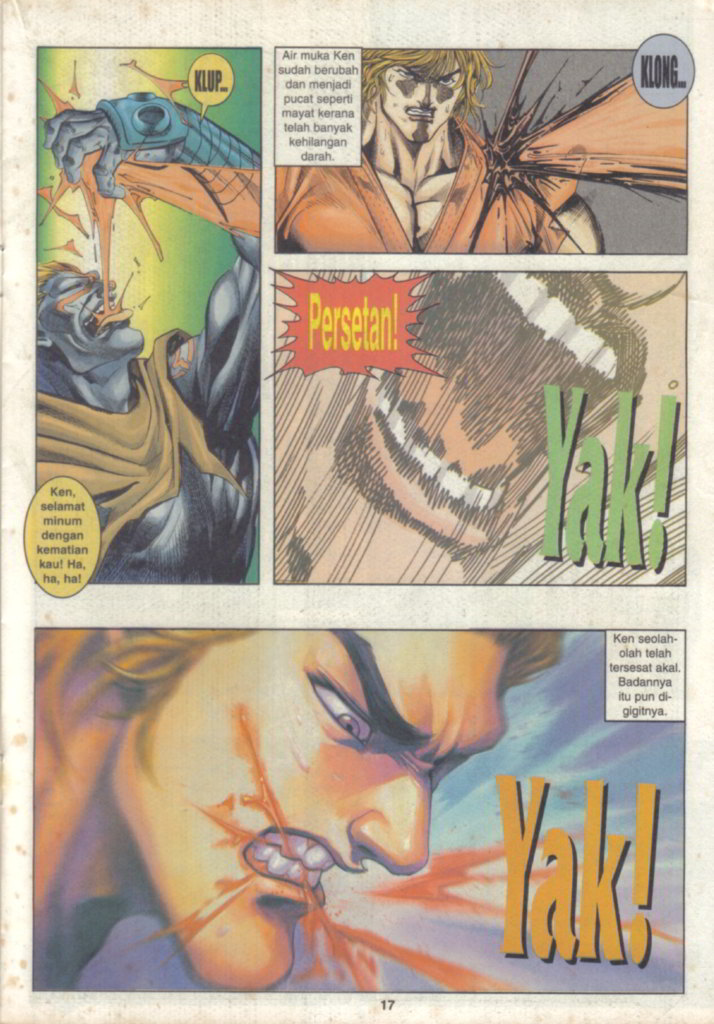 KLUP...
Ken,
selamat
minum
dengan
kematian
kau! Ha,
ha, ha!
Air muka Ken
sudah berubah
dan menjadi
pucat seperti
mayat kerana
telah banyak
kehilangan
darah.
KLONG...
Persetan!
Yak!
Ken seolah-
olah telah
tersesat akal.
Badannya
itu pun di-
gigitnya.
Yak!
17